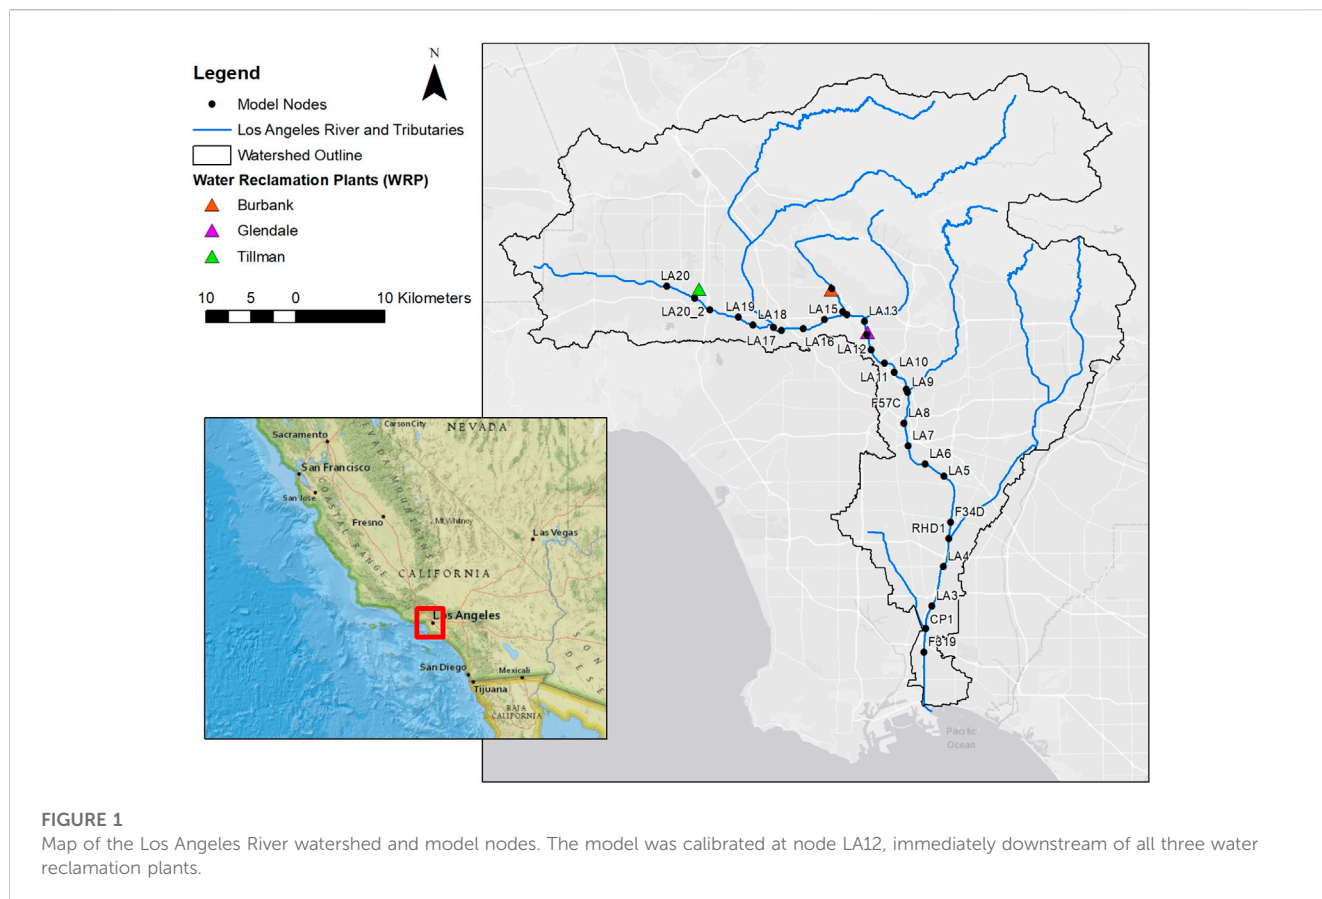 Legend
N
Model Nodes
Los Angeles River and Tributaries
Watershed Outline
Water Reclamation Plants (WRP)
Burbank
Glendale
Tillman
10 5 0 10 Kilometers
LA20
LA20_2
LA19
LA18
LA17
LA16
LA15
LA13
LA12
LA10
LA11
LA9
F57C
LA8
LA7
LA6
LA5
F34D
RHD1
LA4
LA3
CP1
F319
Pacific
Ocean
Carson City
NEVADA
Sacramento
San Francisco
San Jose
Fresno
Mt Whitney
Las Vegas
COASTAL RANGE
CALIFORNIA
Los Angeles
San Diego
Mexicali
Tijuana
BAJA
CALIFORNIA
FIGURE 1
Map of the Los Angeles River watershed and model nodes. The model was calibrated at node LA12, immediately downstream of all three water
reclamation plants.